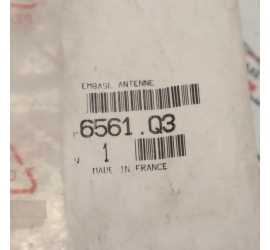 EMBASE ANTENNE
6561.Q3
1
MADE IN FRANCE